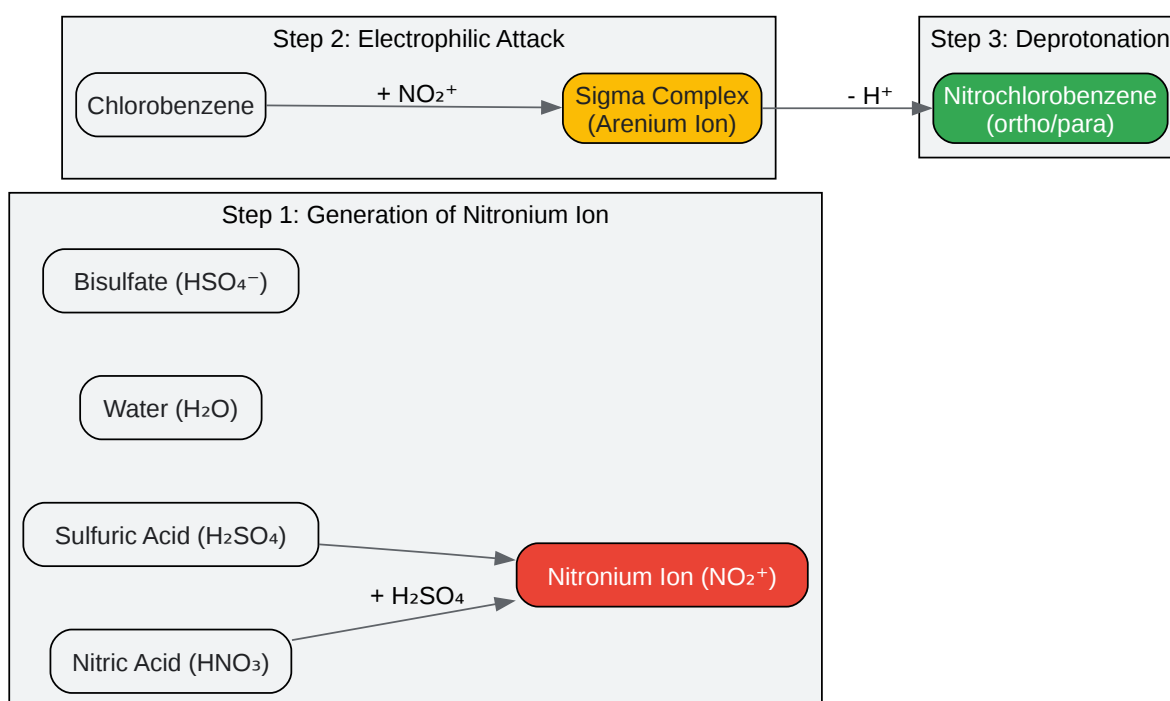 Step 2: Electrophilic Attack
Chlorobenzene
+ NO₂⁺
Sigma Complex
(Arenium Ion)
- H⁺
Step 3: Deprotonation
Nitrochlorobenzene
(ortho/para)
Step 1: Generation of Nitronium Ion
Bisulfate (HSO₄⁻)
Water (H₂O)
Sulfuric Acid (H₂SO₄)
Nitronium Ion (NO₂⁺)
+ H₂SO₄
Nitric Acid (HNO₃)